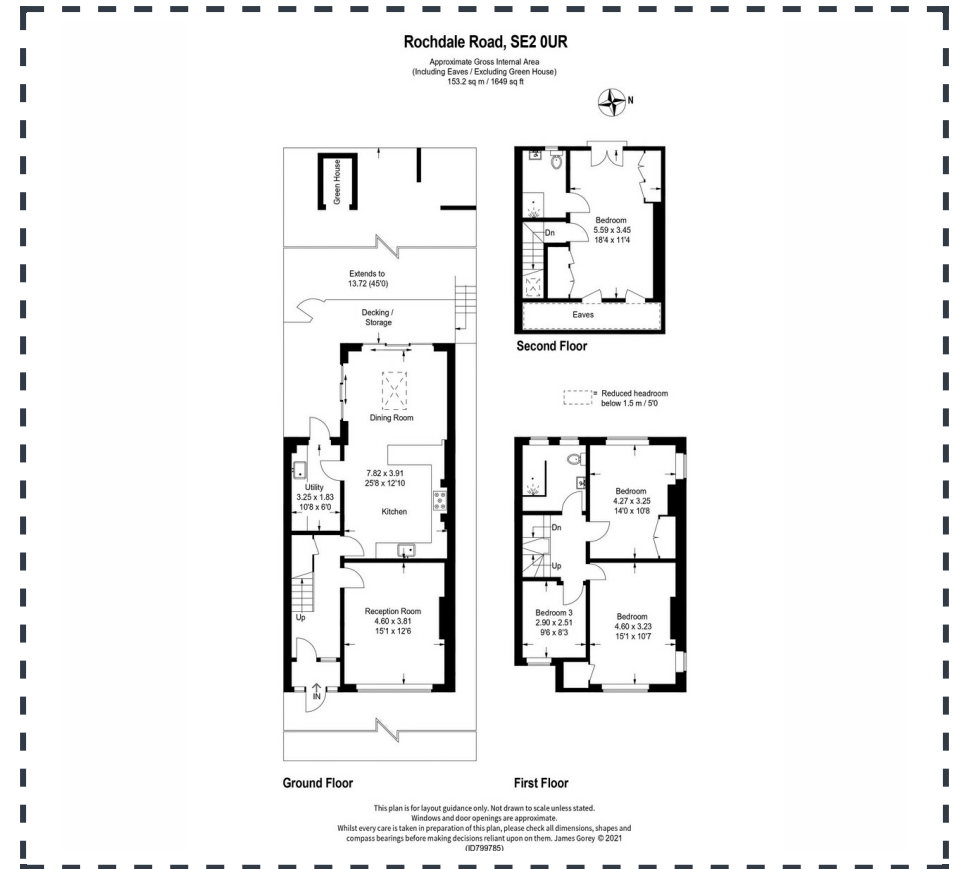 Rochdale Road, SE2 0UR
Approximate Gross Internal Area
(Including Eaves / Excluding Green House)
153.2 sq m / 1649 sq ft
N
Green House
Extends to
13.72 (45'0)
Decking /
Storage
Dining Room
7.82 x 3.91
25'8 x 12'10
Kitchen
Utility
3.25 x 1.83
10'8 x 6'0
Up
Reception Room
4.60 x 3.81
15'1 x 12'6
IN
Ground Floor
Bedroom
5.59 x 3.45
18'4 x 11'4
Dn
Eaves
Second Floor
= Reduced headroom
below 1.5 m / 5'0
Bedroom
4.27 x 3.25
14'0 x 10'8
Dn
Up
Bedroom 3
2.90 x 2.51
9'6 x 8'3
Bedroom
4.60 x 3.23
15'1 x 10'7
First Floor
This plan is for layout guidance only. Not drawn to scale unless stated.
Windows and door openings are approximate.
Whilst every care is taken in preparation of this plan, please check all dimensions, shapes and
compass bearings before making decisions reliant upon on them. James Gorey © 2021
(ID799785)